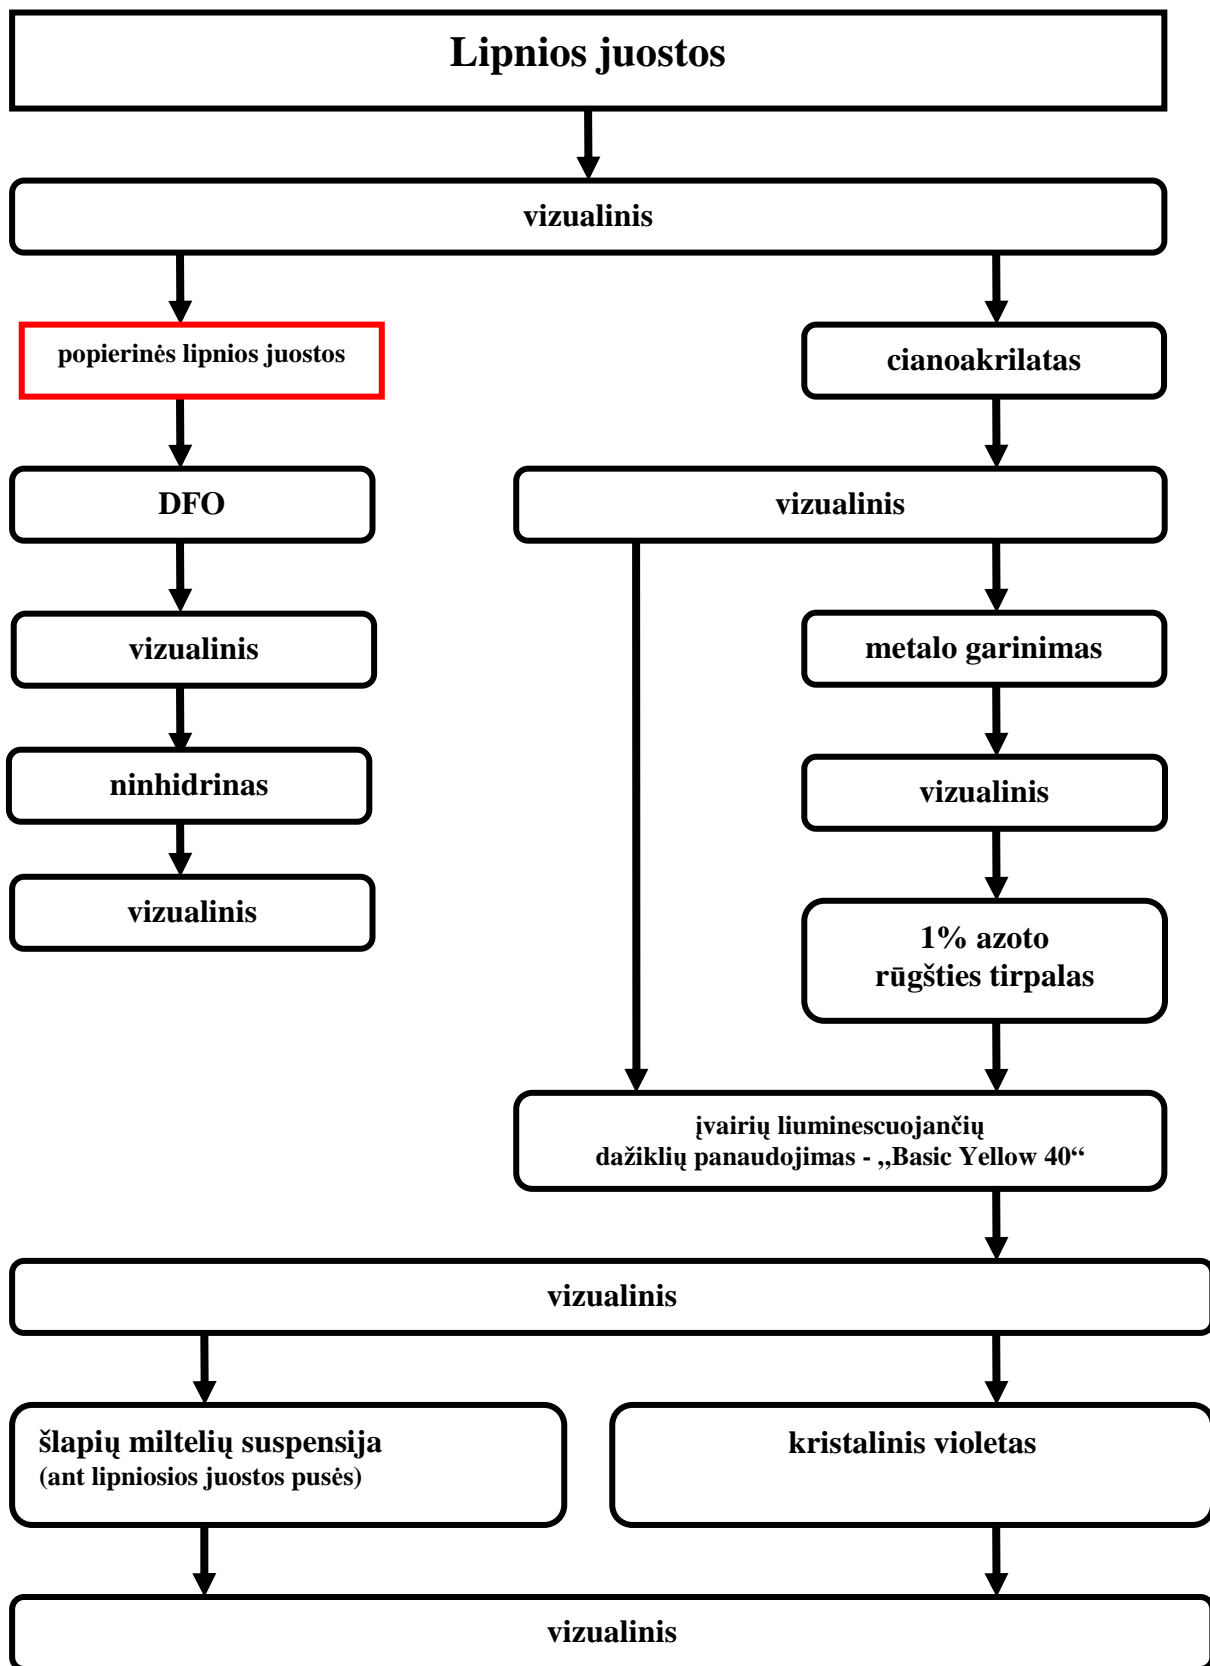 Lipnios juostos
vizualinis
popierinės lipnios juostos
cianoakrilatas
DFO
vizualinis
vizualinis
metalo garinimas
ninhidrinas
vizualinis
vizualinis
1% azoto
rūgšties tirpalas
įvairių liuminescuojančių
dažiklių panaudojimas - „Basic Yellow 40“
vizualinis
šlapių miltelių suspensija
(ant lipniosios juostos pusės)
kristalinis violetas
vizualinis